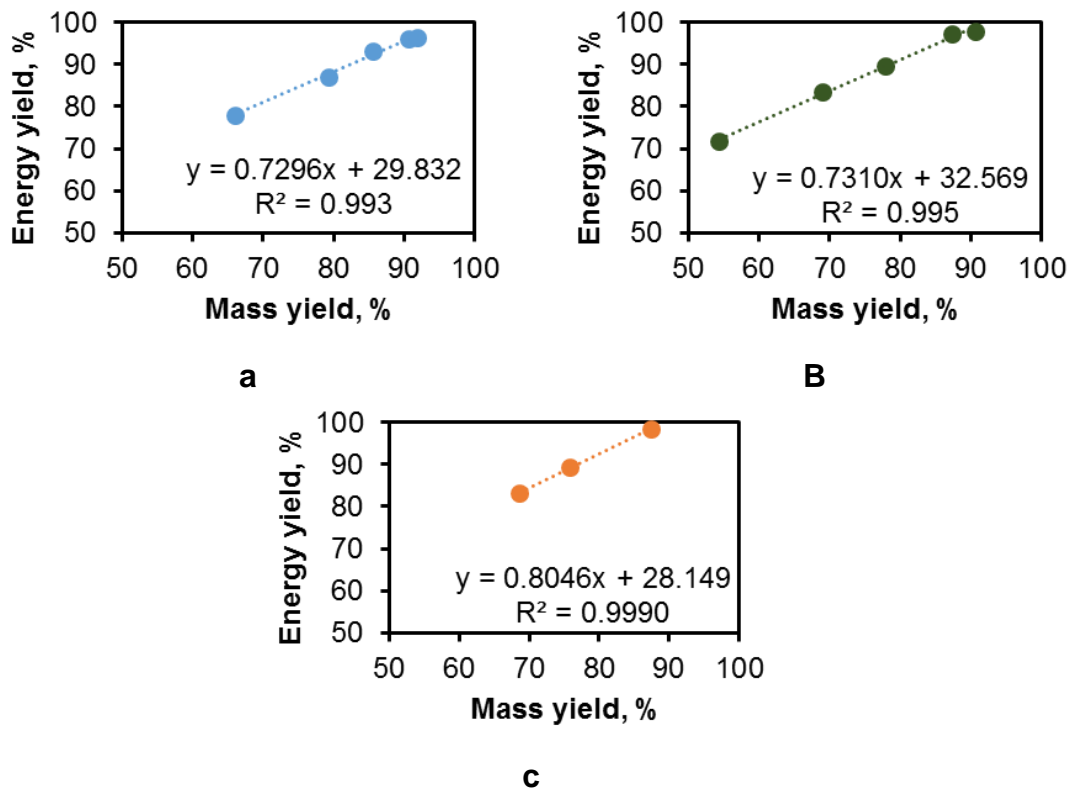 Energy yield, %
100
90
80
70
60
50
y = 0.7296x + 29.832
R² = 0.993
50 60 70 80 90 100
Mass yield, %
a
Energy yield, %
100
90
80
70
60
50
y = 0.7310x + 32.569
R² = 0.995
50 60 70 80 90 100
Mass yield, %
B
Energy yield, %
100
90
80
70
60
50
y = 0.8046x + 28.149
R² = 0.9990
50 60 70 80 90 100
Mass yield, %
c